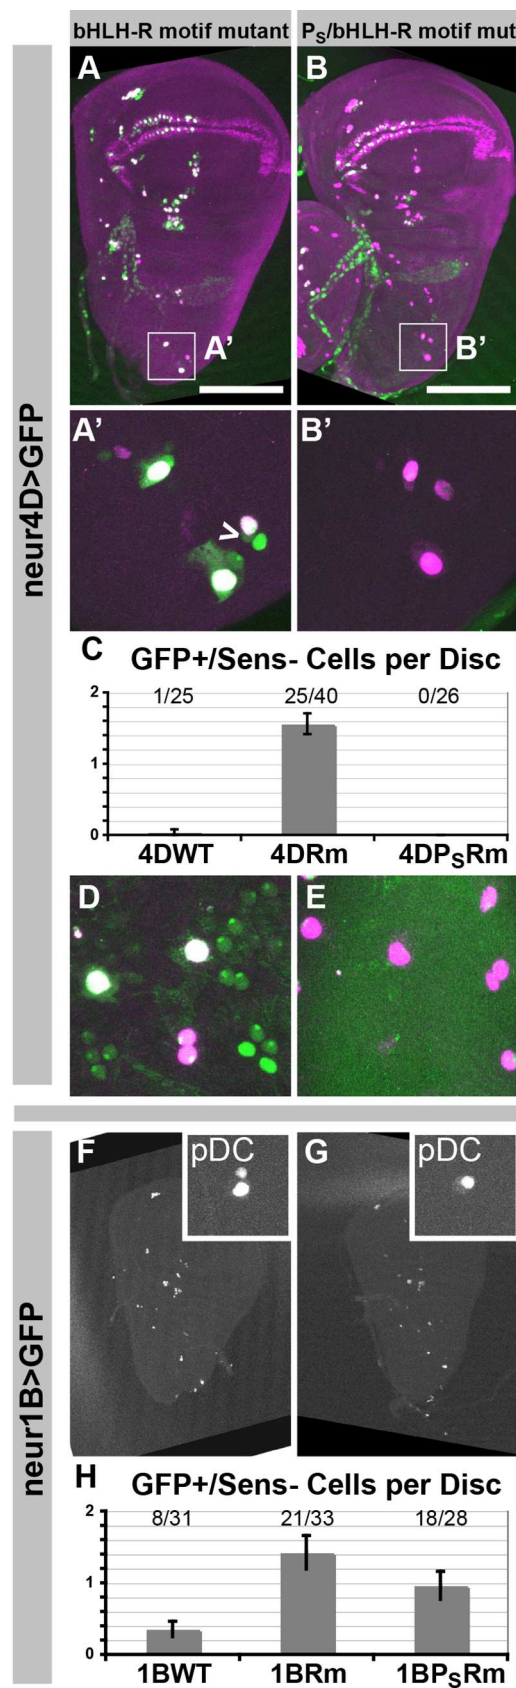 bHLH-R motif mutant
PS/bHLH-R motif mut
A
B
A’
B’
neur4D>GFP
A’
B’
>
C
GFP+/Sens- Cells per Disc
2
1/25
25/40
0/26
1
0
4DWT
4DRm
4DPSRm
D
E
F
pDC
G
pDC
neur1B>GFP
H
GFP+/Sens- Cells per Disc
2
8/31
21/33
18/28
1
0
1BWT
1BRm
1BPSRm